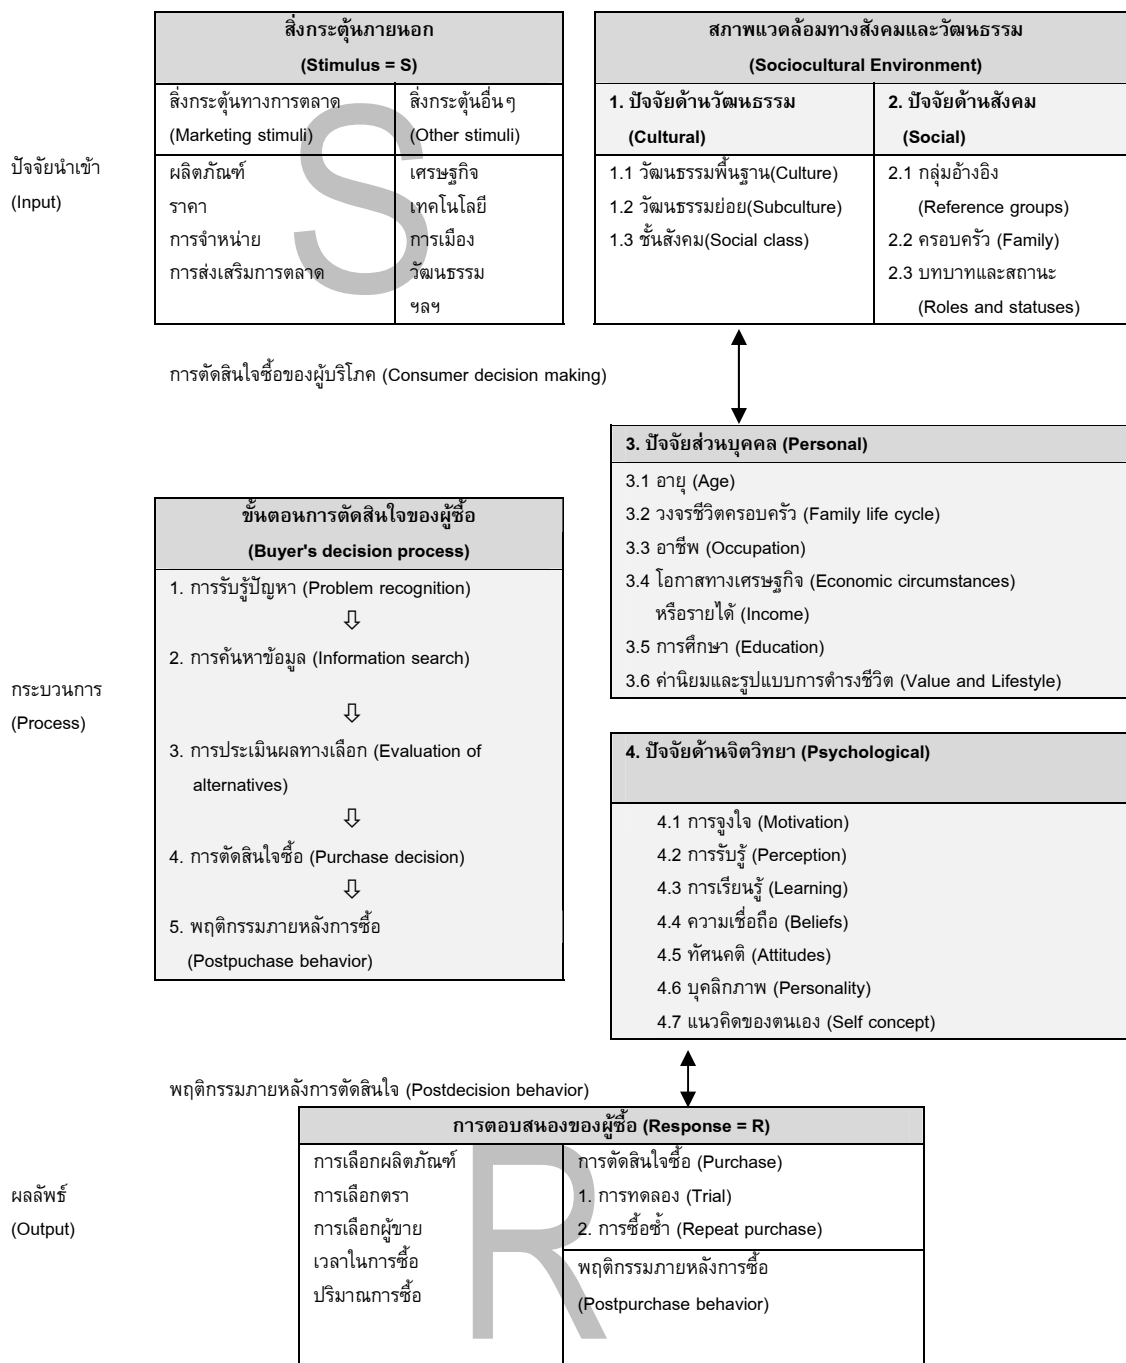 สิ่งกระตุ้นภายนอก
(Stimulus = S)
สิ่งกระตุ้นทางการตลาด
(Marketing stimuli)
สิ่งกระตุ้นอื่นๆ
(Other stimuli)
ปัจจัยนำเข้า
(Input)
ผลิตภัณฑ์
ราคา
การจำหน่าย
การส่งเสริมการตลาด
เศรษฐกิจ
เทคโนโลยี
การเมือง
วัฒนธรรม
ฯลฯ
S
สภาพแวดล้อมทางสังคมและวัฒนธรรม
(Sociocultural Environment)
1. ปัจจัยด้านวัฒนธรรม
(Cultural)
1.1 วัฒนธรรมพื้นฐาน(Culture)
1.2 วัฒนธรรมย่อย(Subculture)
1.3 ชั้นสังคม(Social class)
2. ปัจจัยด้านสังคม
(Social)
2.1 กลุ่มอ้างอิง
(Reference groups)
2.2 ครอบครัว (Family)
2.3 บทบาทและสถานะ
(Roles and statuses)
การตัดสินใจซื้อของผู้บริโภค (Consumer decision making)
กระบวนการ
(Process)
ขั้นตอนการตัดสินใจของผู้ซื้อ
(Buyer's decision process)
1. การรับรู้ปัญหา (Problem recognition)
2. การค้นหาข้อมูล (Information search)
3. การประเมินผลทางเลือก (Evaluation of
alternatives)
4. การตัดสินใจซื้อ (Purchase decision)
5. พฤติกรรมภายหลังการซื้อ
(Postpuchase behavior)
3. ปัจจัยส่วนบุคคล (Personal)
3.1 อายุ (Age)
3.2 วงจรชีวิตครอบครัว (Family life cycle)
3.3 อาชีพ (Occupation)
3.4 โอกาสทางเศรษฐกิจ (Economic circumstances)
หรือรายได้ (Income)
3.5 การศึกษา (Education)
3.6 ค่านิยมและรูปแบบการดำรงชีวิต (Value and Lifestyle)
4. ปัจจัยด้านจิตวิทยา (Psychological)
4.1 การจูงใจ (Motivation)
4.2 การรับรู้ (Perception)
4.3 การเรียนรู้ (Learning)
4.4 ความเชื่อถือ (Beliefs)
4.5 ทัศนคติ (Attitudes)
4.6 บุคลิกภาพ (Personality)
4.7 แนวคิดของตนเอง (Self concept)
พฤติกรรมภายหลังการตัดสินใจ (Postdecision behavior)
ผลลัพธ์
(Output)
การตอบสนองของผู้ซื้อ (Response = R)
การเลือกผลิตภัณฑ์
การเลือกตรา
การเลือกผู้ขาย
เวลาในการซื้อ
ปริมาณการซื้อ
R
การตัดสินใจซื้อ (Purchase)
1. การทดลอง (Trial)
2. การซื้อซ้ำ (Repeat purchase)
พฤติกรรมภายหลังการซื้อ
(Postpurchase behavior)